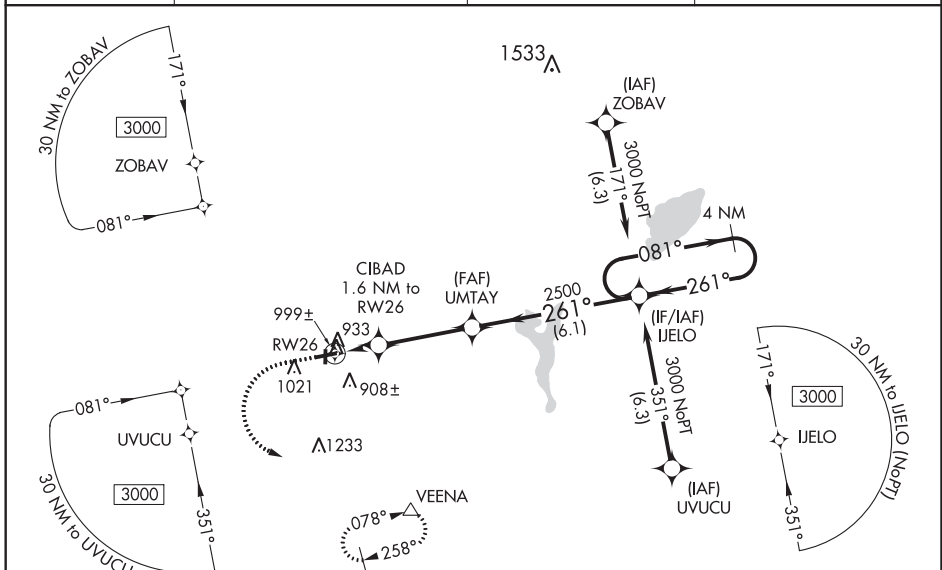 30 NM to ZOBAV
171°
3000
ZOBAV
081°
1533
(IAF)
ZOBAV
3000 NoPT
171°
(6.3)
4 NM
081°
261°
CIBAD
1.6 NM to
RW26
(FAF)
UMTAY
2500
261°
(6.1)
(IF/IAF)
IJELO
999±
933
RW26
1021
908±
1233
3000 NoPT
351°
(6.3)
(IAF)
UVUCU
VEENA
078°
258°
081°
UVUCU
3000
351°
30 NM to UVUCU
171°
3000
IJELO
351°
30 NM to IJELO (NoPT)